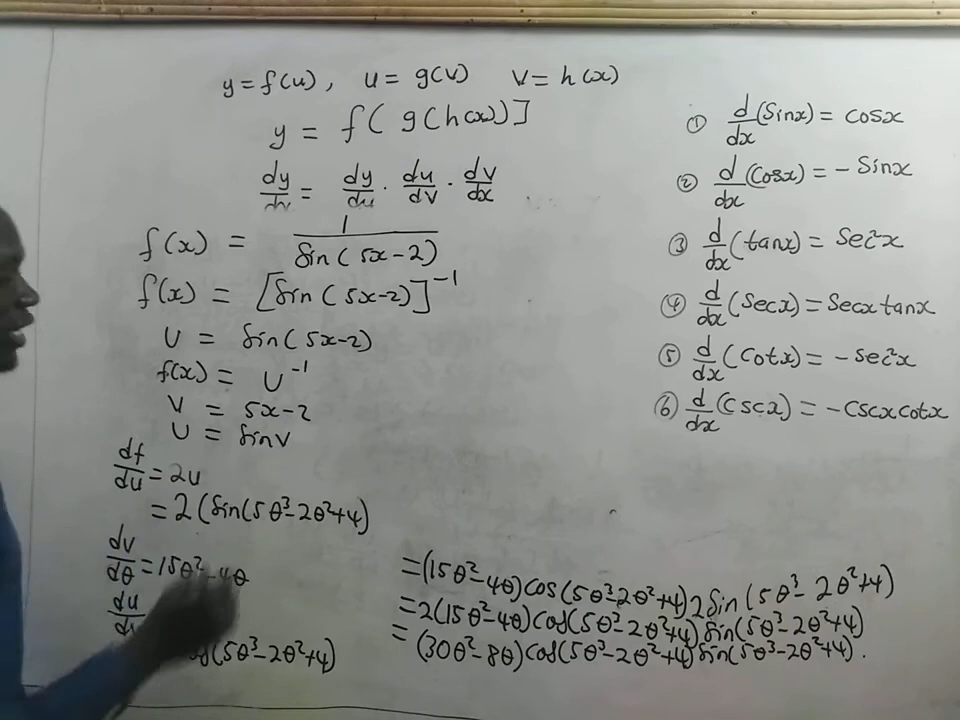 y = f(u), u = g(v) v = h(x)
y = f( g(h(x))]
dy/dx = dy/du · du/dv · dv/dx
f(x) = 1/Sin(5x-2)
f(x) = [Sin(5x-2)]⁻¹
U = Sin(5x-2)
f(x) = U⁻¹
V = 5x-2
U = SinV
df/du = 2u
= 2(Sin(5θ³-2θ²+4)
dv/dθ = 15θ²-4θ
du
(5θ³-2θ²+4)
= (15θ²-4θ)cos(5θ³-2θ²+4)2Sin(5θ³-2θ²+4)
= 2(15θ²-4θ)Cos(5θ³-2θ²+4)Sin(5θ³-2θ²+4)
= (30θ²-8θ)Cos(5θ³-2θ²+4)Sin(5θ³-2θ²+4).
① d/dx(Sinx) = cosx
② d/dx(Cosx) = -Sinx
③ d/dx(tanx) = Sec²x
④ d/dx(Secx) = Secxtanx
⑤ d/dx(Cotx) = -Sec²x
⑥ d/dx(Cscx) = -Cscxcotx